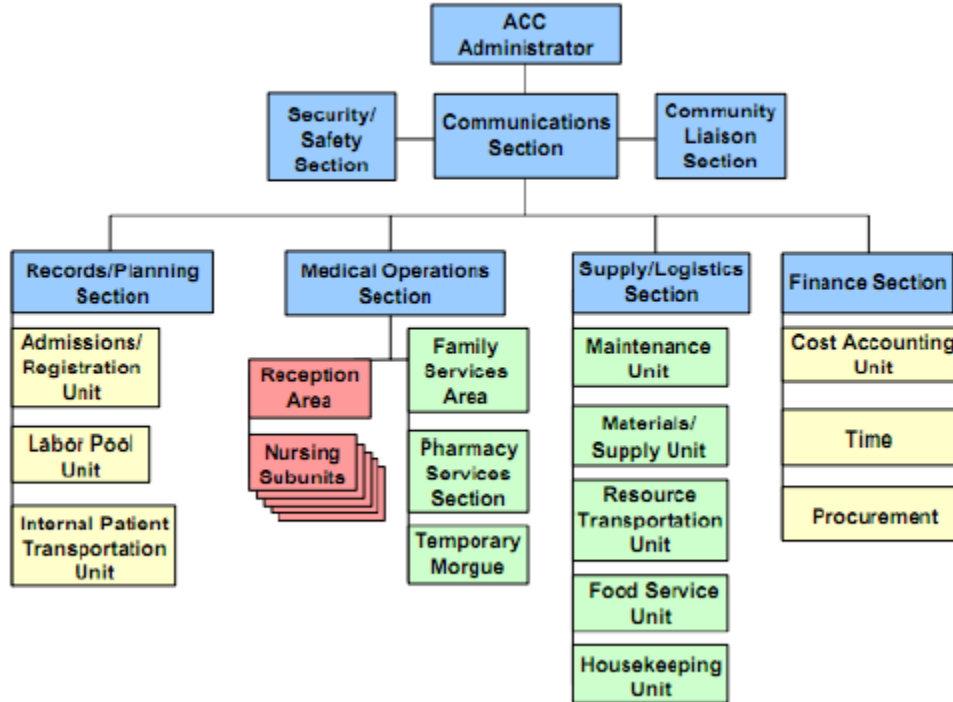 ACC
Administrator
Security/
Safety
Section
Communications
Section
Community
Liaison
Section
Records/Planning
Section
Medical Operations
Section
Supply/Logistics
Section
Finance Section
Admissions/
Registration
Unit
Labor Pool
Unit
Internal Patient
Transportation
Unit
Reception
Area
Nursing
Subunits
Family
Services
Area
Pharmacy
Services
Section
Temporary
Morgue
Maintenance
Unit
Materials/
Supply Unit
Resource
Transportation
Unit
Food Service
Unit
Housekeeping
Unit
Cost Accounting
Unit
Time
Procurement